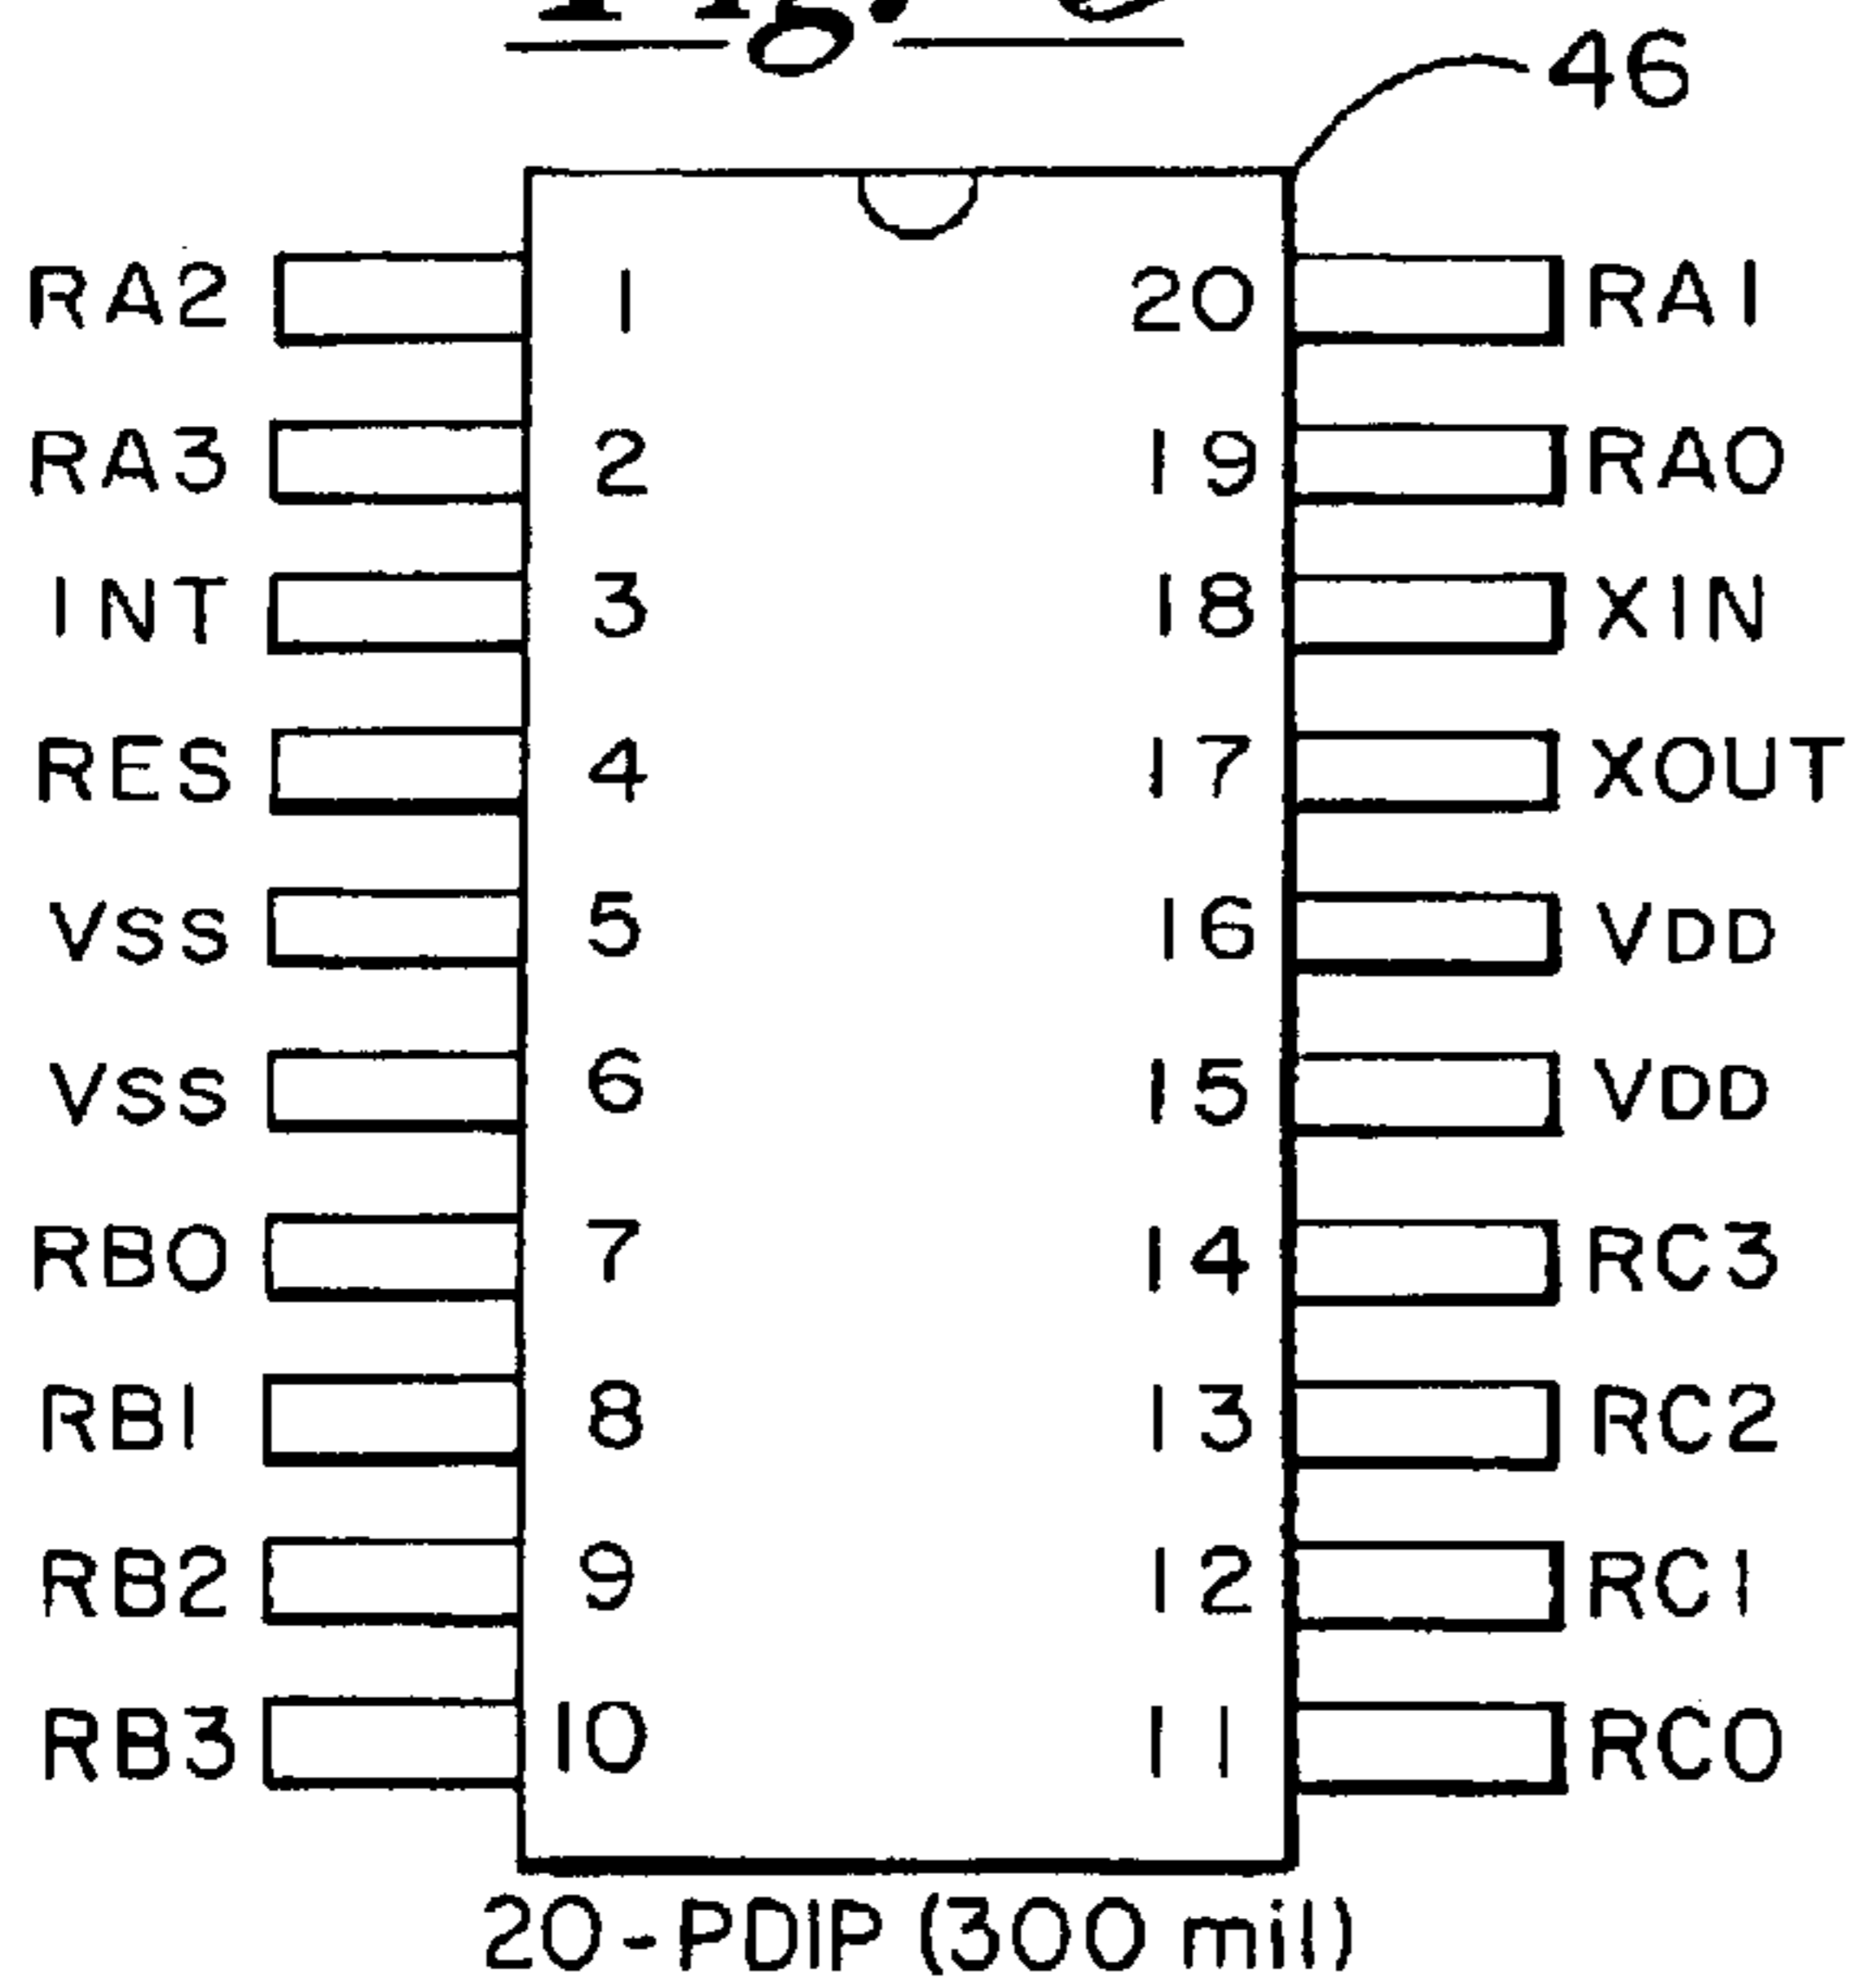 46
RA2 1 20 RA1
RA3 2 19 RA0
INT 3 18 XIN
RES 4 17 XOUT
VSS 5 16 VDD
VSS 6 15 VDD
RB0 7 14 RC3
RB1 8 13 RC2
RB2 9 12 RC1
RB3 10 11 RC0
20-PDIP (300 mil)